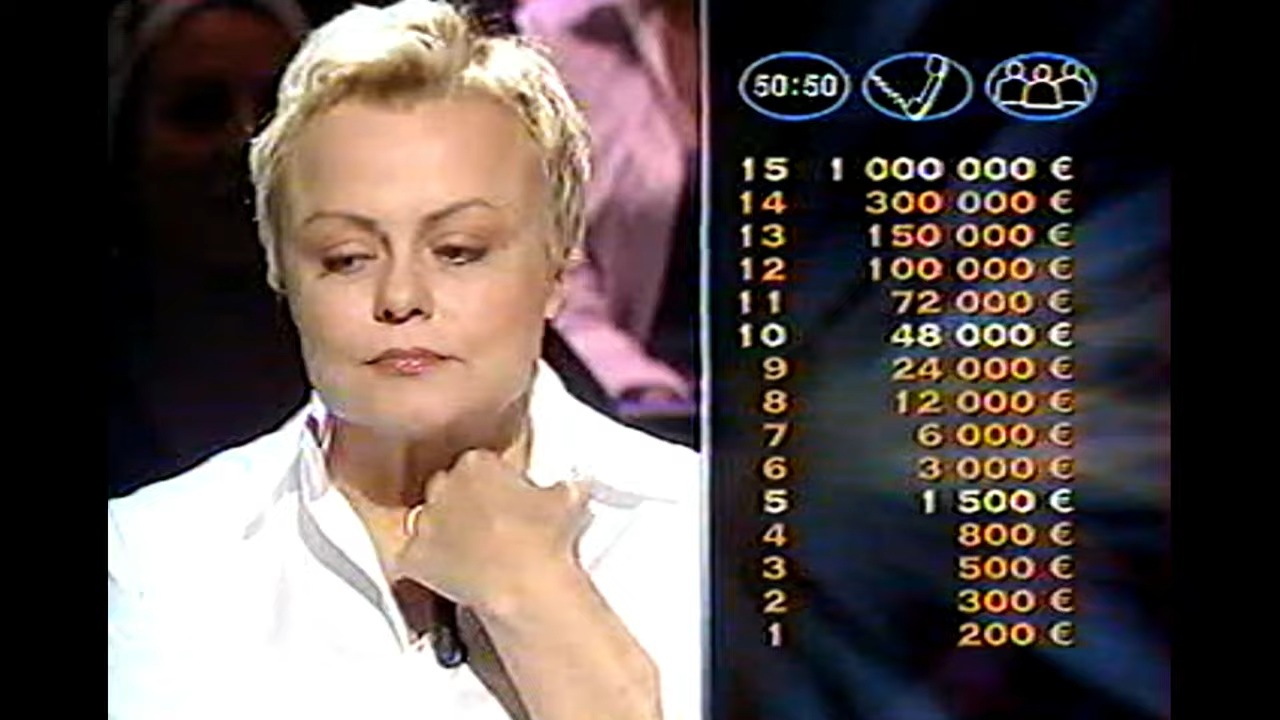 50:50
15 1 000 000 €
14 300 000 €
13 150 000 €
12 100 000 €
11 72 000 €
10 48 000 €
9 24 000 €
8 12 000 €
7 6 000 €
6 3 000 €
5 1 500 €
4 800 €
3 500 €
2 300 €
1 200 €